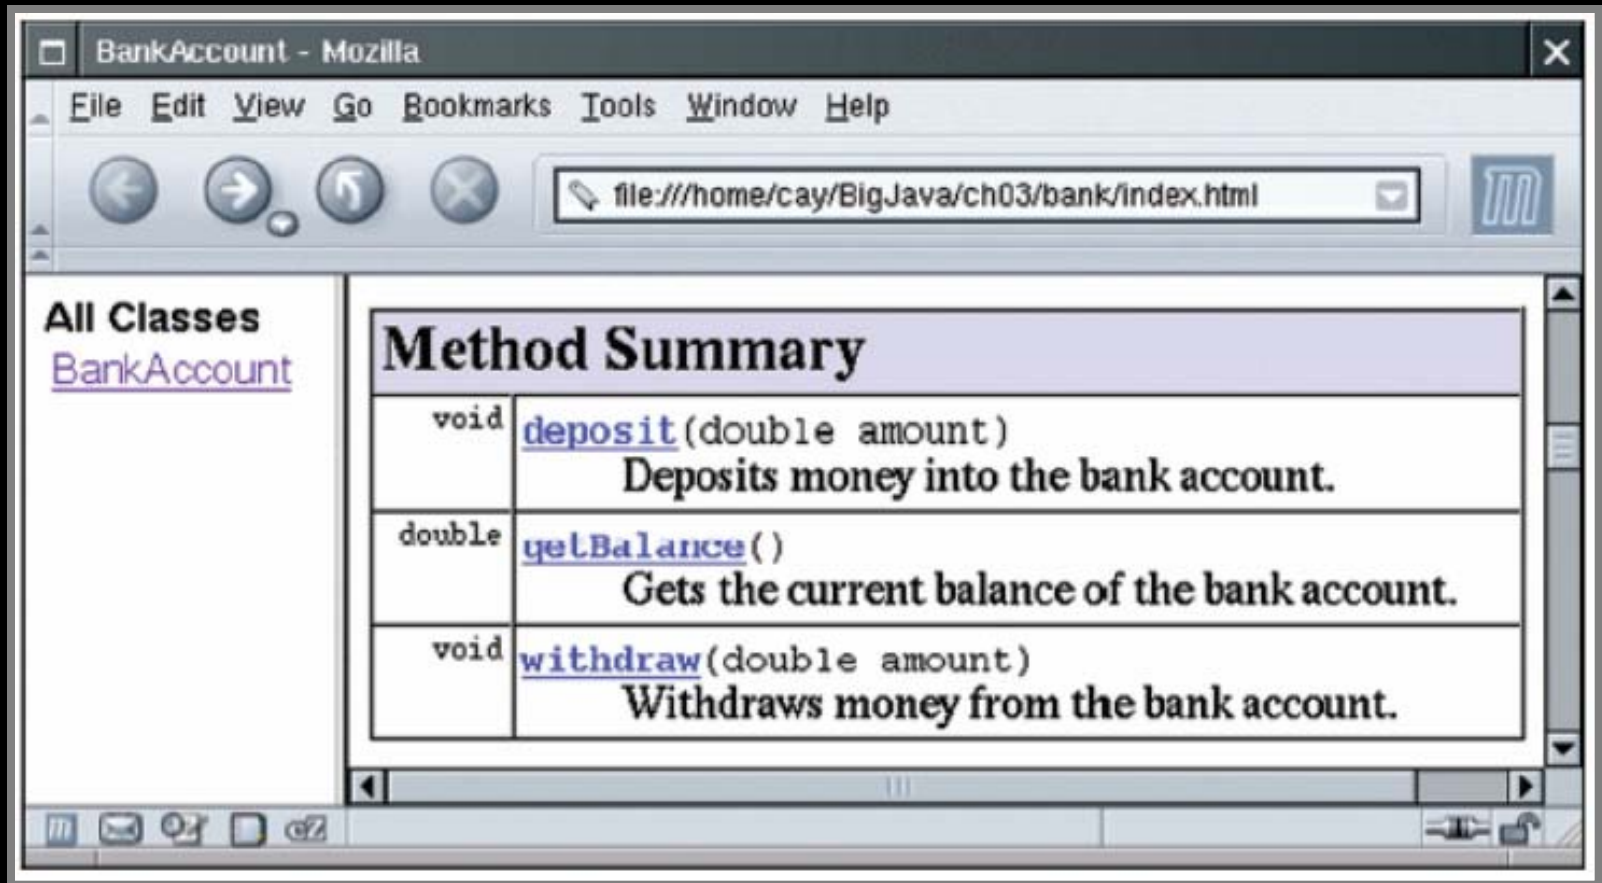 BankAccount - Mozilla
File Edit View Go Bookmarks Tools Window Help
file:///home/cay/BigJava/ch03/bank/index.html
All Classes
BankAccount
Method Summary
void deposit(double amount)
Deposits money into the bank account.
double getBalance()
Gets the current balance of the bank account.
void withdraw(double amount)
Withdraws money from the bank account.